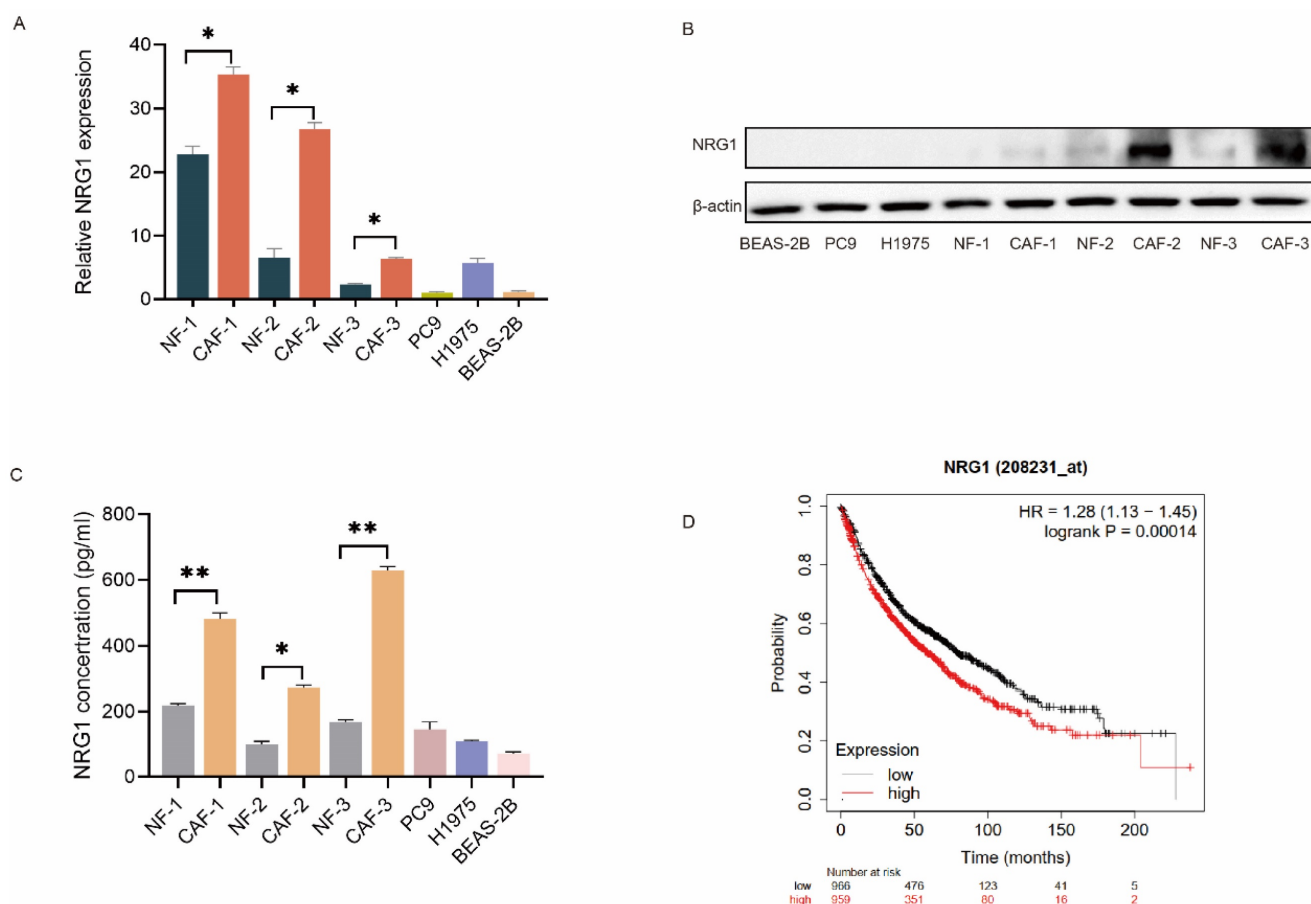 A
Relative NRG1 expression
40
30
20
10
0
*
*
*
NF-1
CAF-1
NF-2
CAF-2
NF-3
CAF-3
PC9
H1975
BEAS-2B
B
NRG1
β-actin
BEAS-2B PC9 H1975 NF-1 CAF-1 NF-2 CAF-2 NF-3 CAF-3
C
NRG1 concertration (pg/ml)
800
600
400
200
0
**
*
**
NF-1
CAF-1
NF-2
CAF-2
NF-3
CAF-3
PC9
H1975
BEAS-2B
D
NRG1 (208231_at)
HR = 1.28 (1.13 − 1.45)
logrank P = 0.00014
Probability
1.0
0.8
0.6
0.4
0.2
0.0
Expression
low
high
0 50 100 150 200
Time (months)
Number at risk
low 966 476 123 41 5
high 959 351 80 16 2